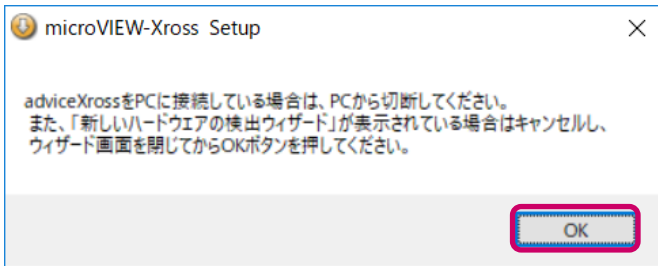 microVIEW-Xross Setup
adviceXrossをPCに接続している場合は、PCから切断してください。
また、「新しいハードウエアの検出ウィザード」が表示されている場合はキャンセルし、
ウィザード画面を閉じてからOKボタンを押してください。
OK